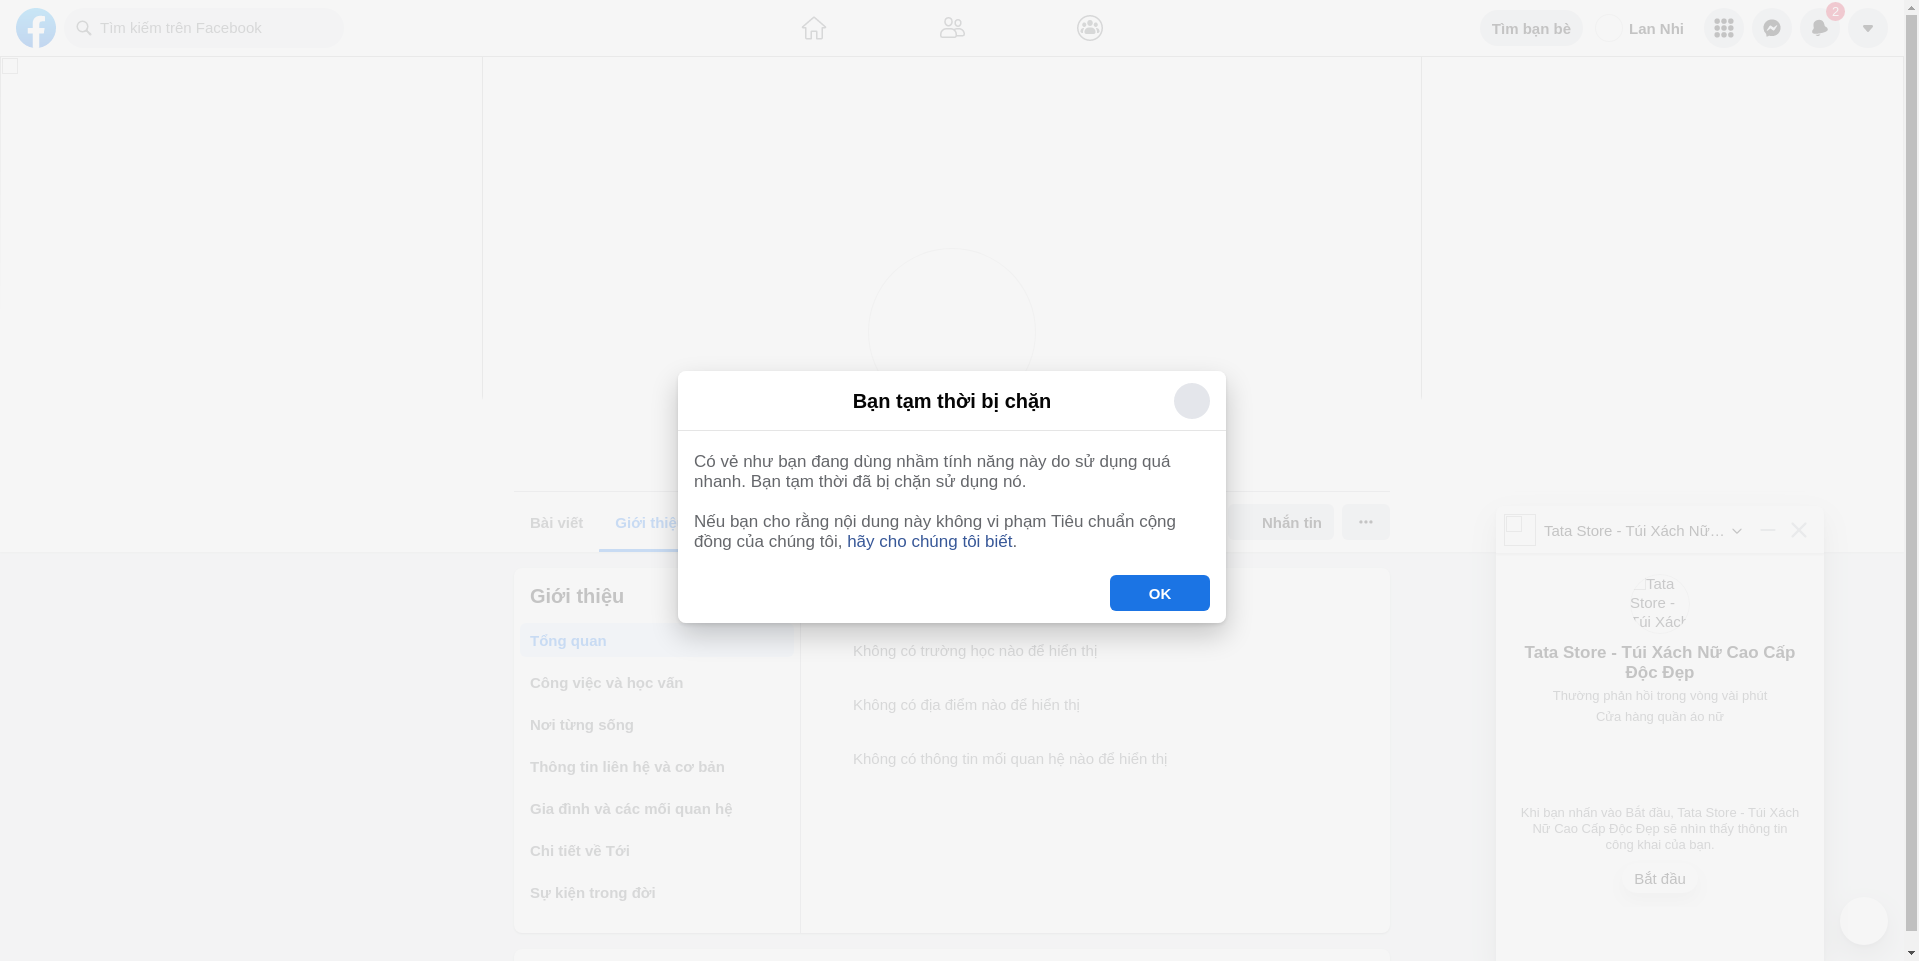 Tìm kiếm trên Facebook
Tìm bạn bè
Lan Nhi
2
Bạn tạm thời bị chặn
Có vẻ như bạn đang dùng nhầm tính năng này do sử dụng quá
nhanh. Bạn tạm thời đã bị chặn sử dụng nó.
Nếu bạn cho rằng nội dung này không vi phạm Tiêu chuẩn cộng
đồng của chúng tôi, hãy cho chúng tôi biết.
OK
Bài viết
Giới thiệu
Nhắn tin
Giới thiệu
Tổng quan
Công việc và học vấn
Nơi từng sống
Thông tin liên hệ và cơ bản
Gia đình và các mối quan hệ
Chi tiết về Tới
Sự kiện trong đời
Không có trường học nào để hiển thị
Không có địa điểm nào để hiển thị
Không có thông tin mối quan hệ nào để hiển thị
Tata Store - Túi Xách Nữ…
Tata
Store -
Túi Xách
Tata Store - Túi Xách Nữ Cao Cấp
Độc Đẹp
Thường phản hồi trong vòng vài phút
Cửa hàng quần áo nữ
Khi bạn nhấn vào Bắt đầu, Tata Store - Túi Xách
Nữ Cao Cấp Độc Đẹp sẽ nhìn thấy thông tin
công khai của bạn.
Bắt đầu